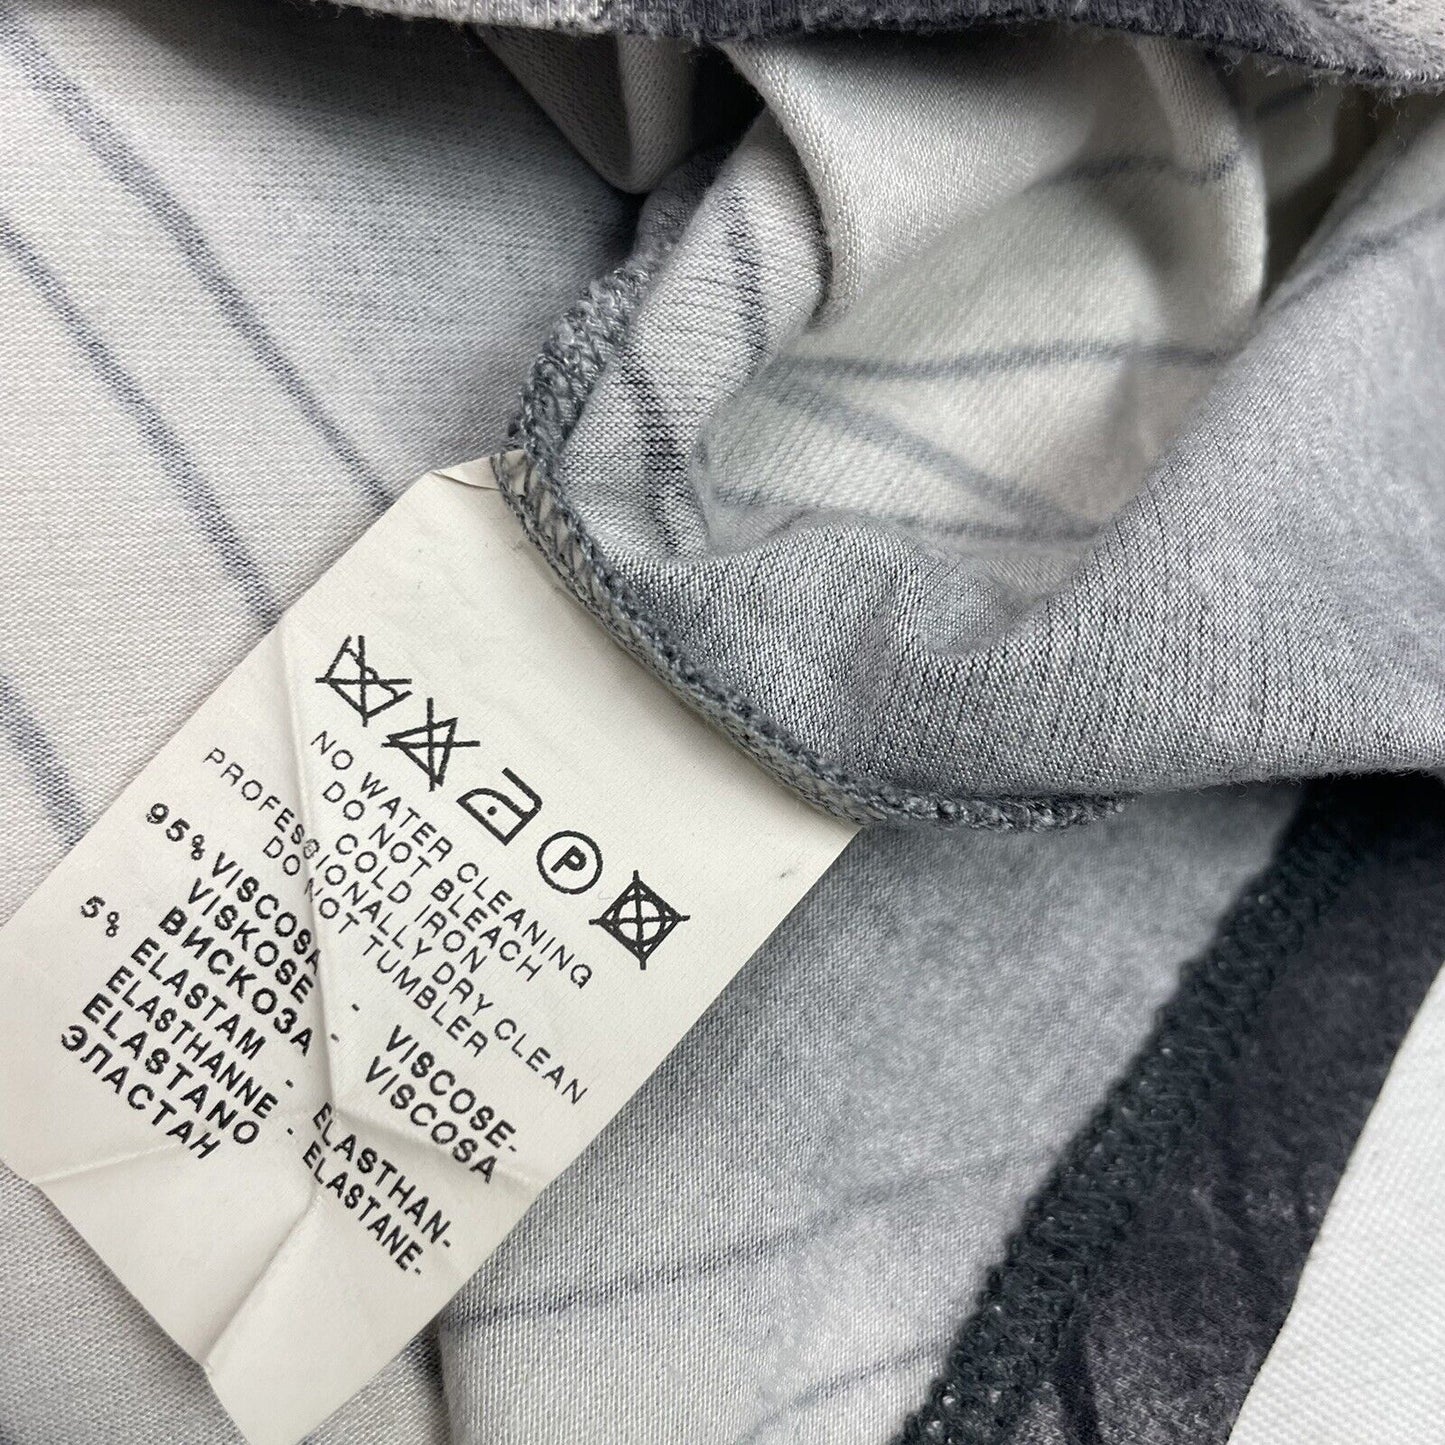 P
NO WATER CLEANING
DO NOT BLEACH
COLD IRON
PROFESSIONALLY DRY CLEAN
DO NOT TUMBLER
95% VISCOSA - VISCOSE-
VISKOSE - VISCOSA
ВИСКОЗА
5% ELASTAM - ELASTHAN-
ELASTHANNE - ELASTANE-
ELASTANO
ЭЛАСТАН